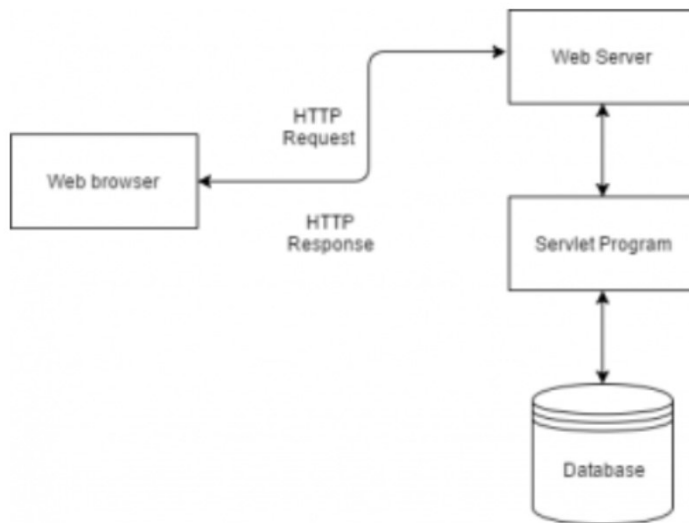 Web Server
HTTP
Request
Web browser
HTTP
Response
Servlet Program
Database